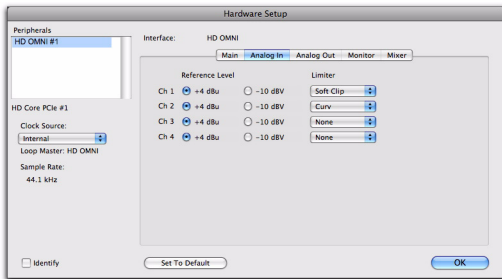 Hardware Setup
Peripherals
HD OMNI #1
Interface: HD OMNI
Main Analog In Analog Out Monitor Mixer
Reference Level Limiter
Ch 1 +4 dBu -10 dBV Soft Clip
Ch 2 +4 dBu -10 dBV Curv
Ch 3 +4 dBu -10 dBV None
Ch 4 +4 dBu -10 dBV None
HD Core PCIe #1
Clock Source:
Internal
Loop Master: HD OMNI
Sample Rate:
44.1 kHz
Identify Set To Default OK